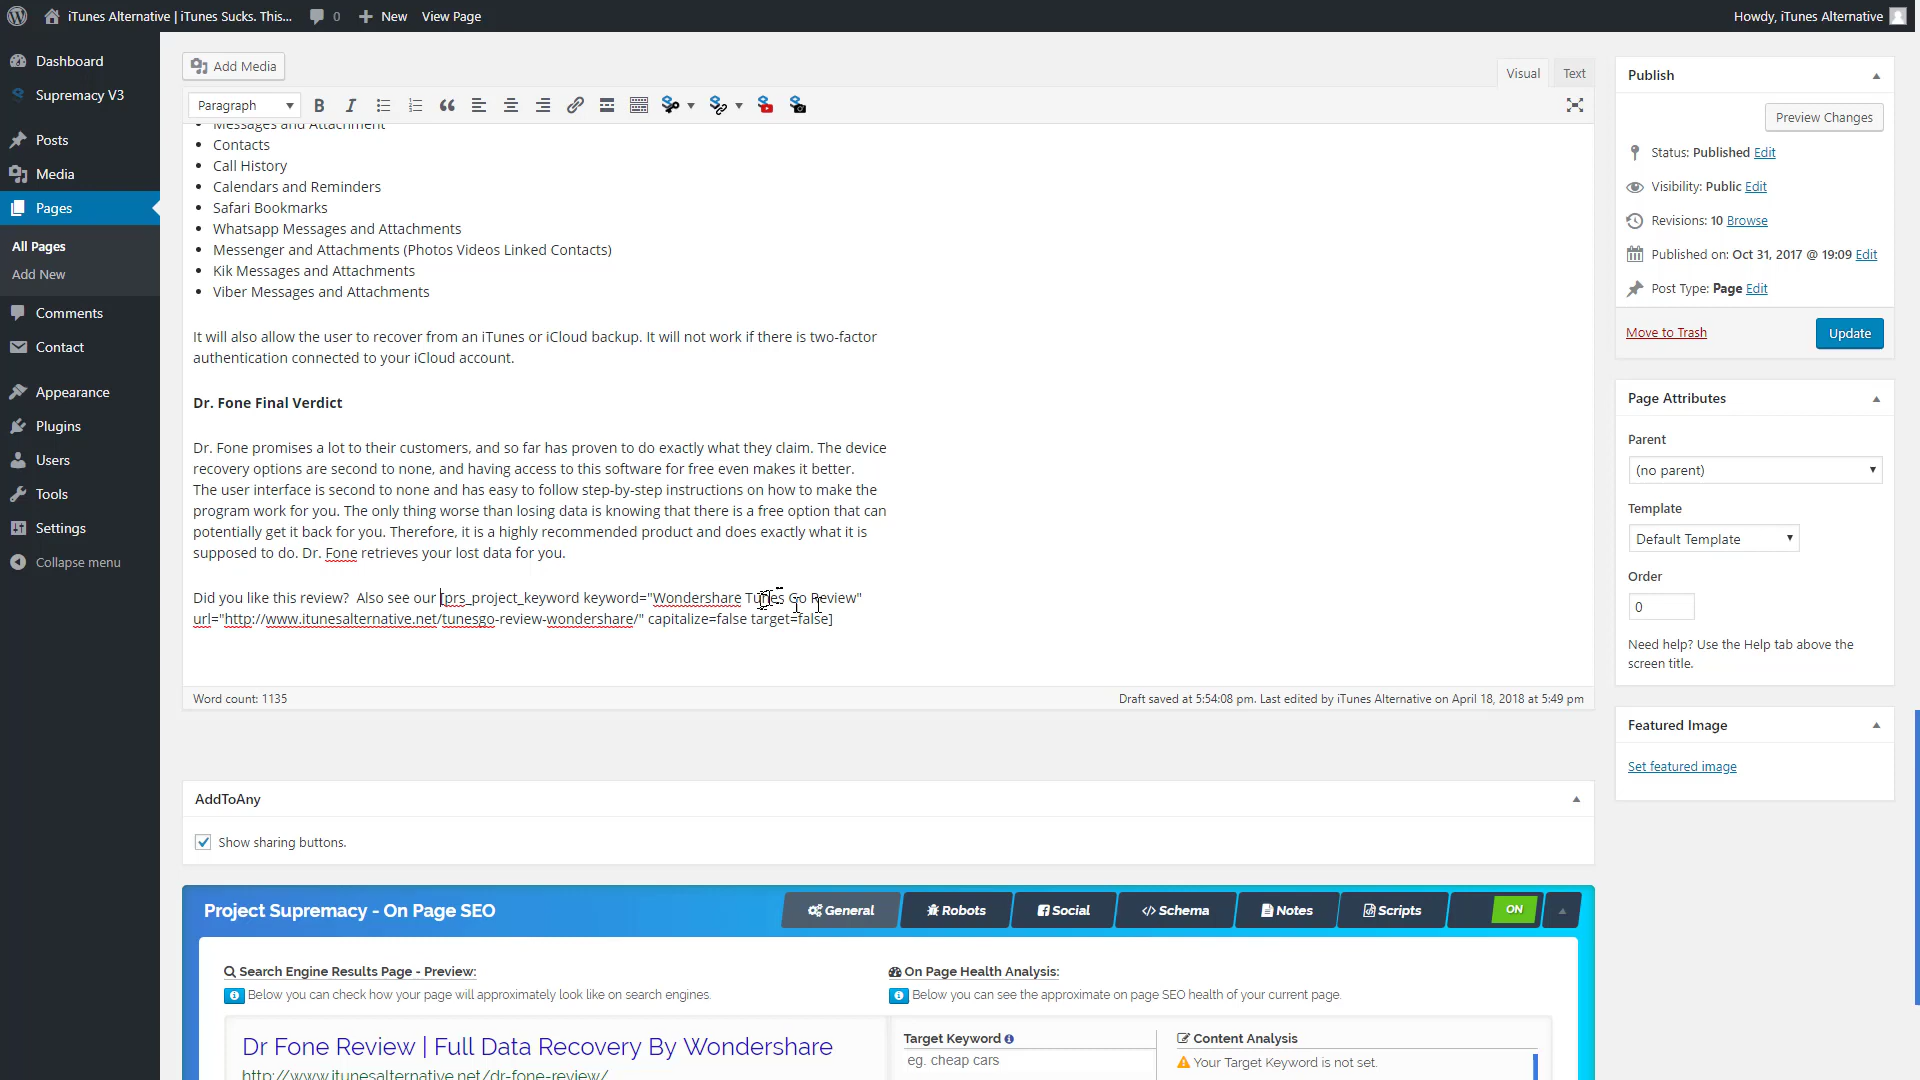 iTunes Alternative | iTunes Sucks. This... 0 New View Page Howdy, iTunes Alternative
Dashboard
Supremacy V3
Posts
Media
Pages
All Pages
Add New
Comments
Contact
Appearance
Plugins
Users
Tools
Settings
Collapse menu
Add Media
Visual Text
Paragraph
Messages and Attachment
Contacts
Call History
Calendars and Reminders
Safari Bookmarks
Whatsapp Messages and Attachments
Messenger and Attachments (Photos Videos Linked Contacts)
Kik Messages and Attachments
Viber Messages and Attachments
It will also allow the user to recover from an iTunes or iCloud backup. It will not work if there is two-factor
authentication connected to your iCloud account.
Dr. Fone Final Verdict
Dr. Fone promises a lot to their customers, and so far has proven to do exactly what they claim. The device
recovery options are second to none, and having access to this software for free even makes it better.
The user interface is second to none and has easy to follow step-by-step instructions on how to make the
program work for you. The only thing worse than losing data is knowing that there is a free option that can
potentially get it back for you. Therefore, it is a highly recommended product and does exactly what it is
supposed to do. Dr. Fone retrieves your lost data for you.
Did you like this review?  Also see our [prs_project_keyword keyword="Wondershare Tunes Go Review"
url="http://www.itunesalternative.net/tunesgo-review-wondershare/" capitalize=false target=false]
Word count: 1135
Draft saved at 5:54:08 pm. Last edited by iTunes Alternative on April 18, 2018 at 5:49 pm
AddToAny
Show sharing buttons.
Project Supremacy - On Page SEO
General Robots Social Schema Notes Scripts ON
Search Engine Results Page - Preview:
Below you can check how your page will approximately look like on search engines.
Dr Fone Review | Full Data Recovery By Wondershare
http://www.itunesalternative.net/dr-fone-review/
On Page Health Analysis:
Below you can see the approximate on page SEO health of your current page.
Target Keyword
eg. cheap cars
Content Analysis
Your Target Keyword is not set.
Publish
Preview Changes
Status: Published Edit
Visibility: Public Edit
Revisions: 10 Browse
Published on: Oct 31, 2017 @ 19:09 Edit
Post Type: Page Edit
Move to Trash
Update
Page Attributes
Parent
(no parent)
Template
Default Template
Order
0
Need help? Use the Help tab above the
screen title.
Featured Image
Set featured image